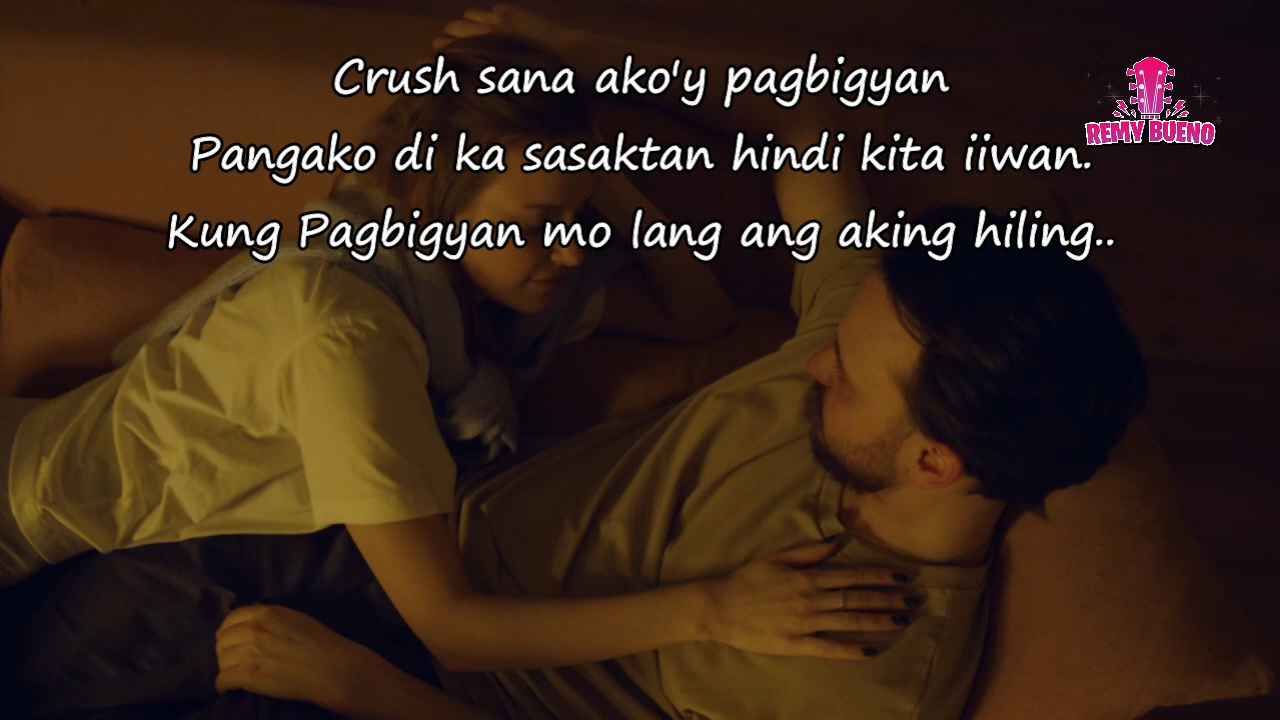 Crush sana ako'y pagbigyan
REMY BUENO
Pangako di ka sasaktan hindi kita iiwan.
Kung Pagbigyan mo lang ang aking hiling..